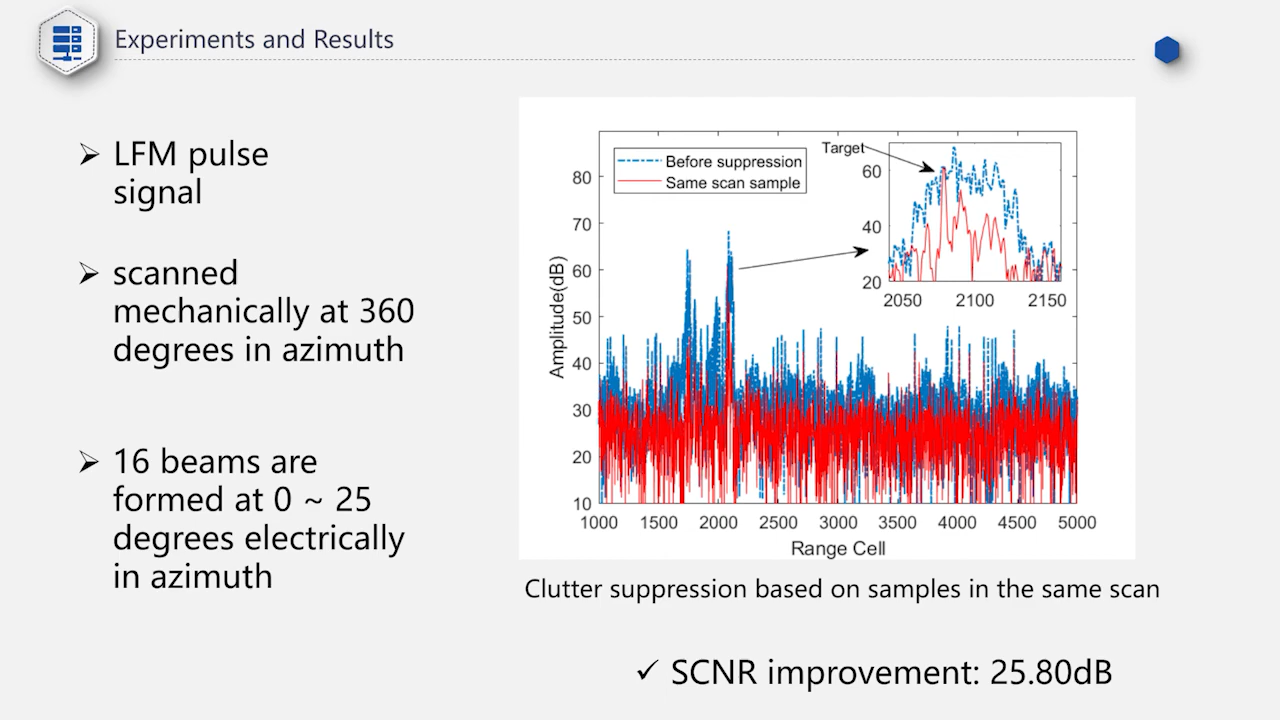 Experiments and Results
➢ LFM pulse
signal
➢ scanned
mechanically at 360
degrees in azimuth
➢ 16 beams are
formed at 0 ~ 25
degrees electrically
in azimuth
Before suppression
Same scan sample
Target
60
40
20
2050 2100 2150
Amplitude(dB)
80
70
60
50
40
30
20
10
1000 1500 2000 2500 3000 3500 4000 4500 5000
Range Cell
Clutter suppression based on samples in the same scan
✓ SCNR improvement: 25.80dB